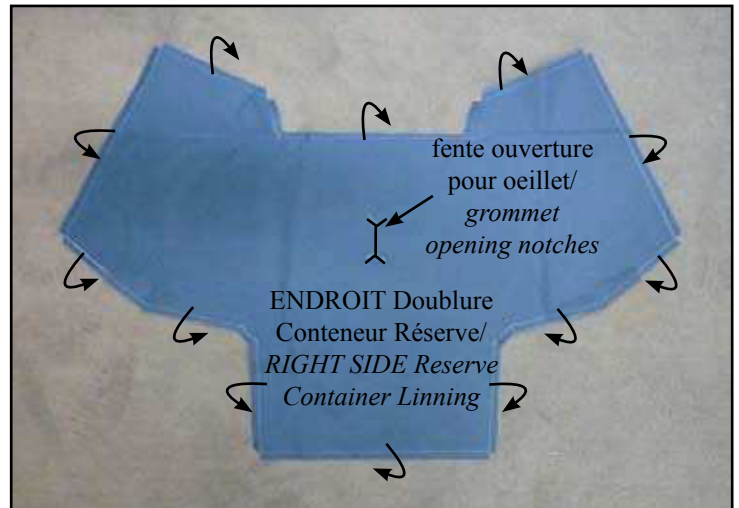 fente ouverture
pour oeillet/
grommet
opening notches
ENDROIT Doublure
Conteneur Réserve/
RIGHT SIDE Reserve
Container Linning